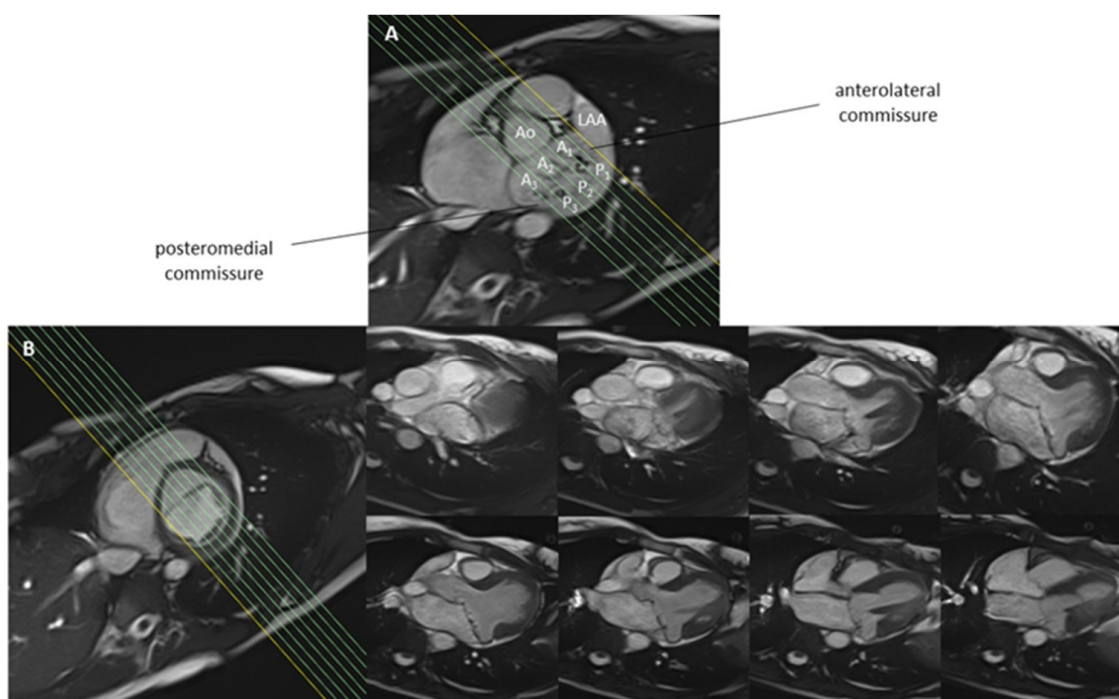 A
anterolateral
commissure
LAA
Ao
A1
A2
P1
A3
P2
P3
posteromedial
commissure
B